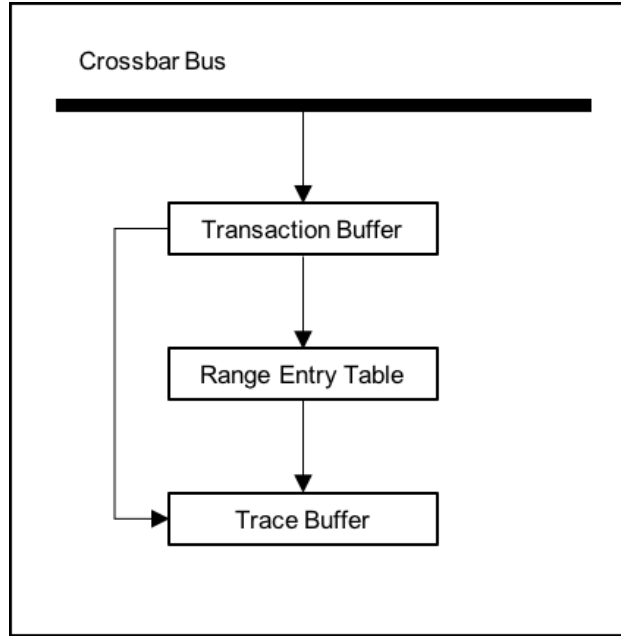 Crossbar Bus
Transaction Buffer
Range Entry Table
Trace Buffer